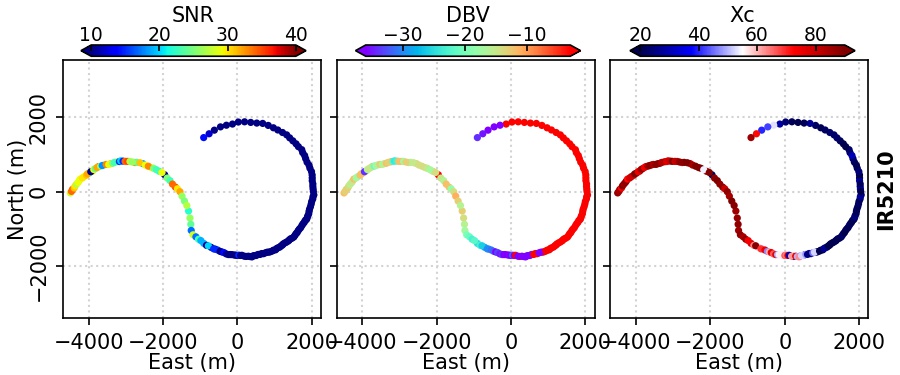 SNR DBV Xc
10 20 30 40 −30 −20 −10 20 40 60 80
2000
0
−2000
North (m)
IR5210
−4000 −2000 0 2000 −4000 −2000 0 2000 −4000 −2000 0 2000
East (m) East (m) East (m)